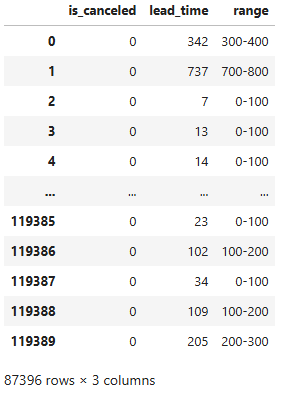 is_canceled lead_time range
0 0 342 300-400
1 0 737 700-800
2 0 7 0-100
3 0 13 0-100
4 0 14 0-100
... ... ... ...
119385 0 23 0-100
119386 0 102 100-200
119387 0 34 0-100
119388 0 109 100-200
119389 0 205 200-300
87396 rows × 3 columns